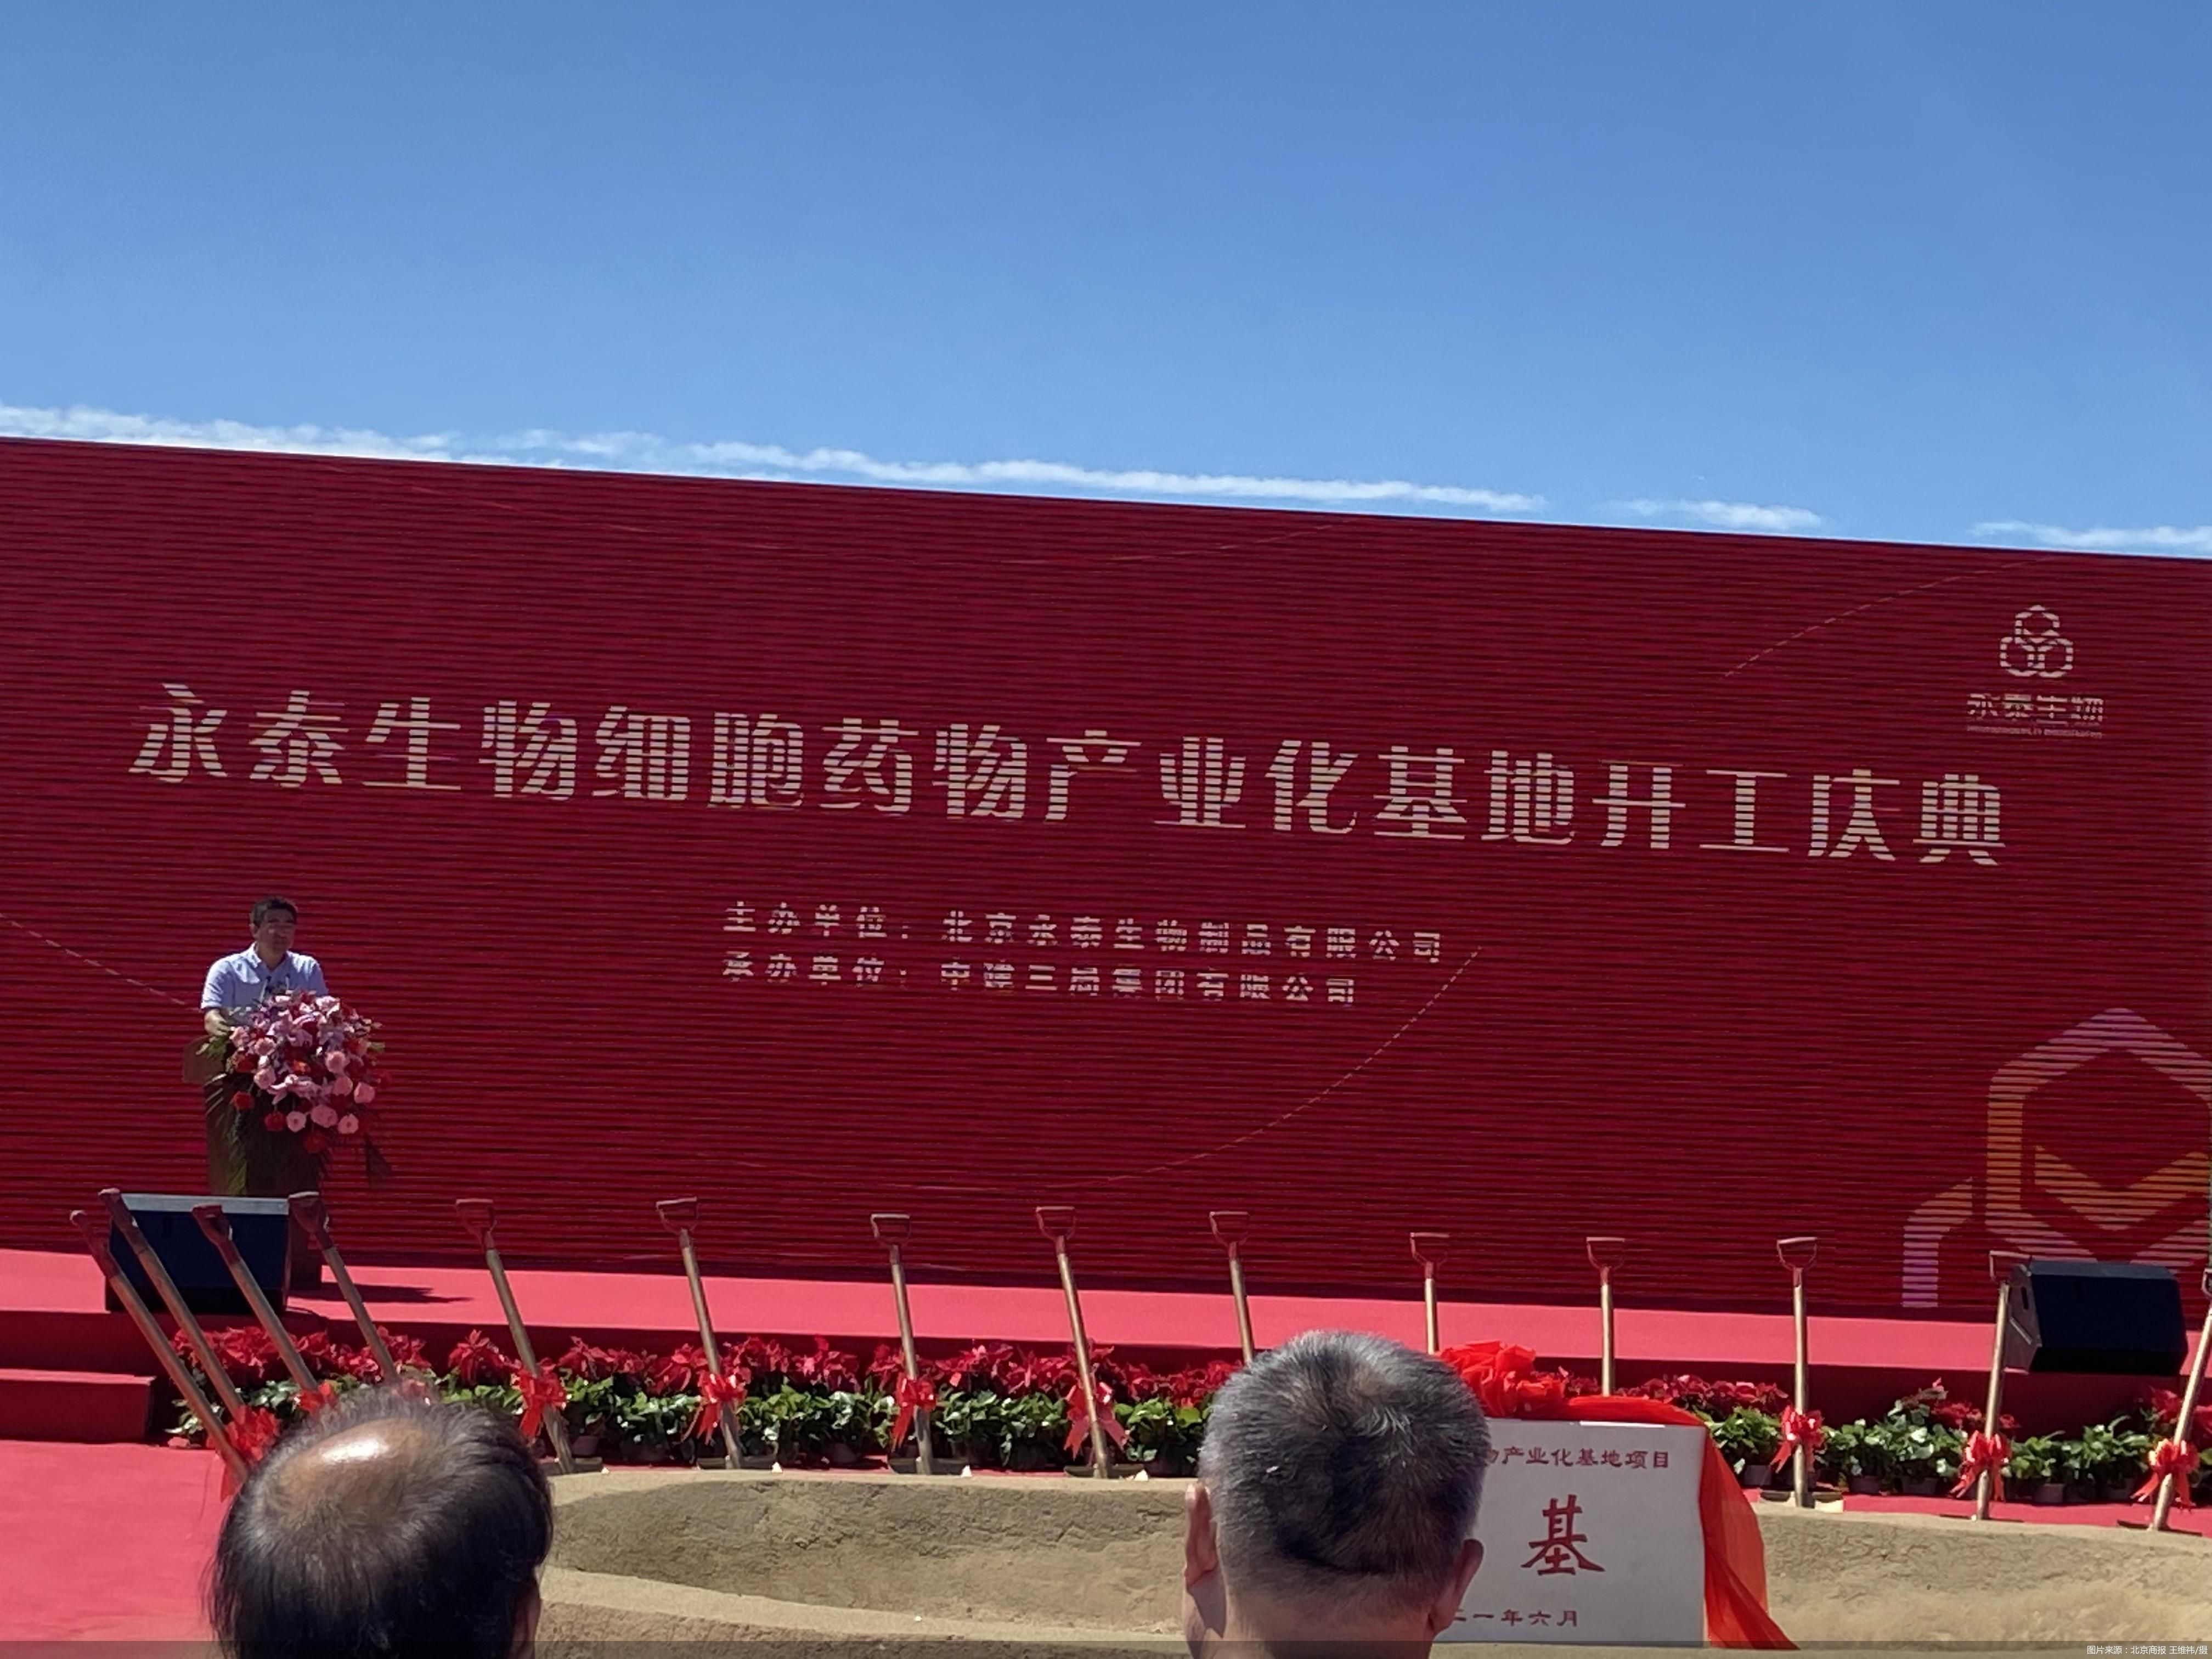 永泰生物
永泰生物细胞药物产业化基地开工庆典
主办单位：北京永泰生物制品有限公司
承办单位：中建三局集团有限公司
物产业化基地项目
基
二一年六月
图片来源：北京商报 王维祎/摄